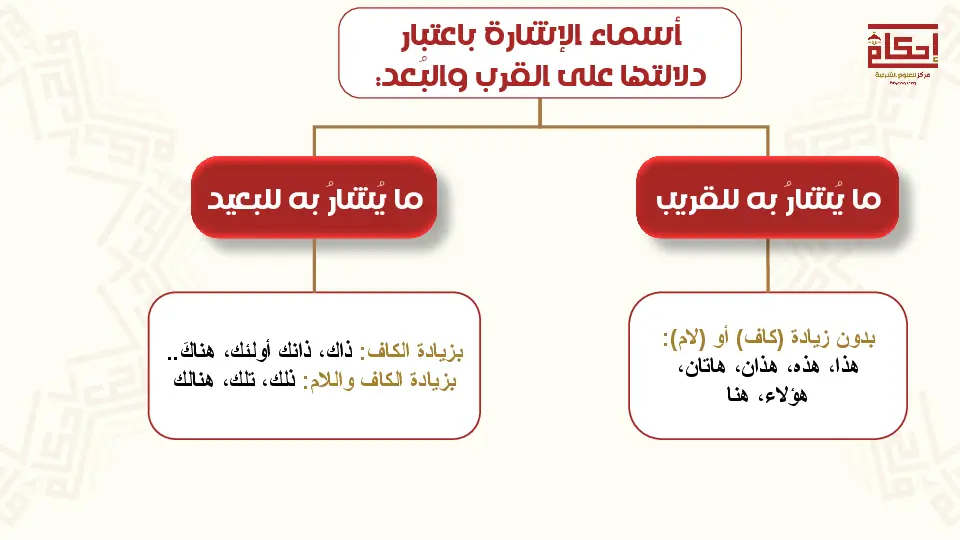 أسماء الإشارة باعتبار
دلالتها على القرب والبُعد:
إحكام
مركز للعلوم الشرعية
ما يُشارُ به للقريب
ما يُشارُ به للبعيد
بدون زيادة (كاف) أو (لام):
هذا، هذه، هذان، هاتان،
هؤلاء، هنا
بزيادة الكاف: ذاك، ذانك أولئك، هناكَ..
بزيادة الكاف واللام: ذلك، تلك، هنالك